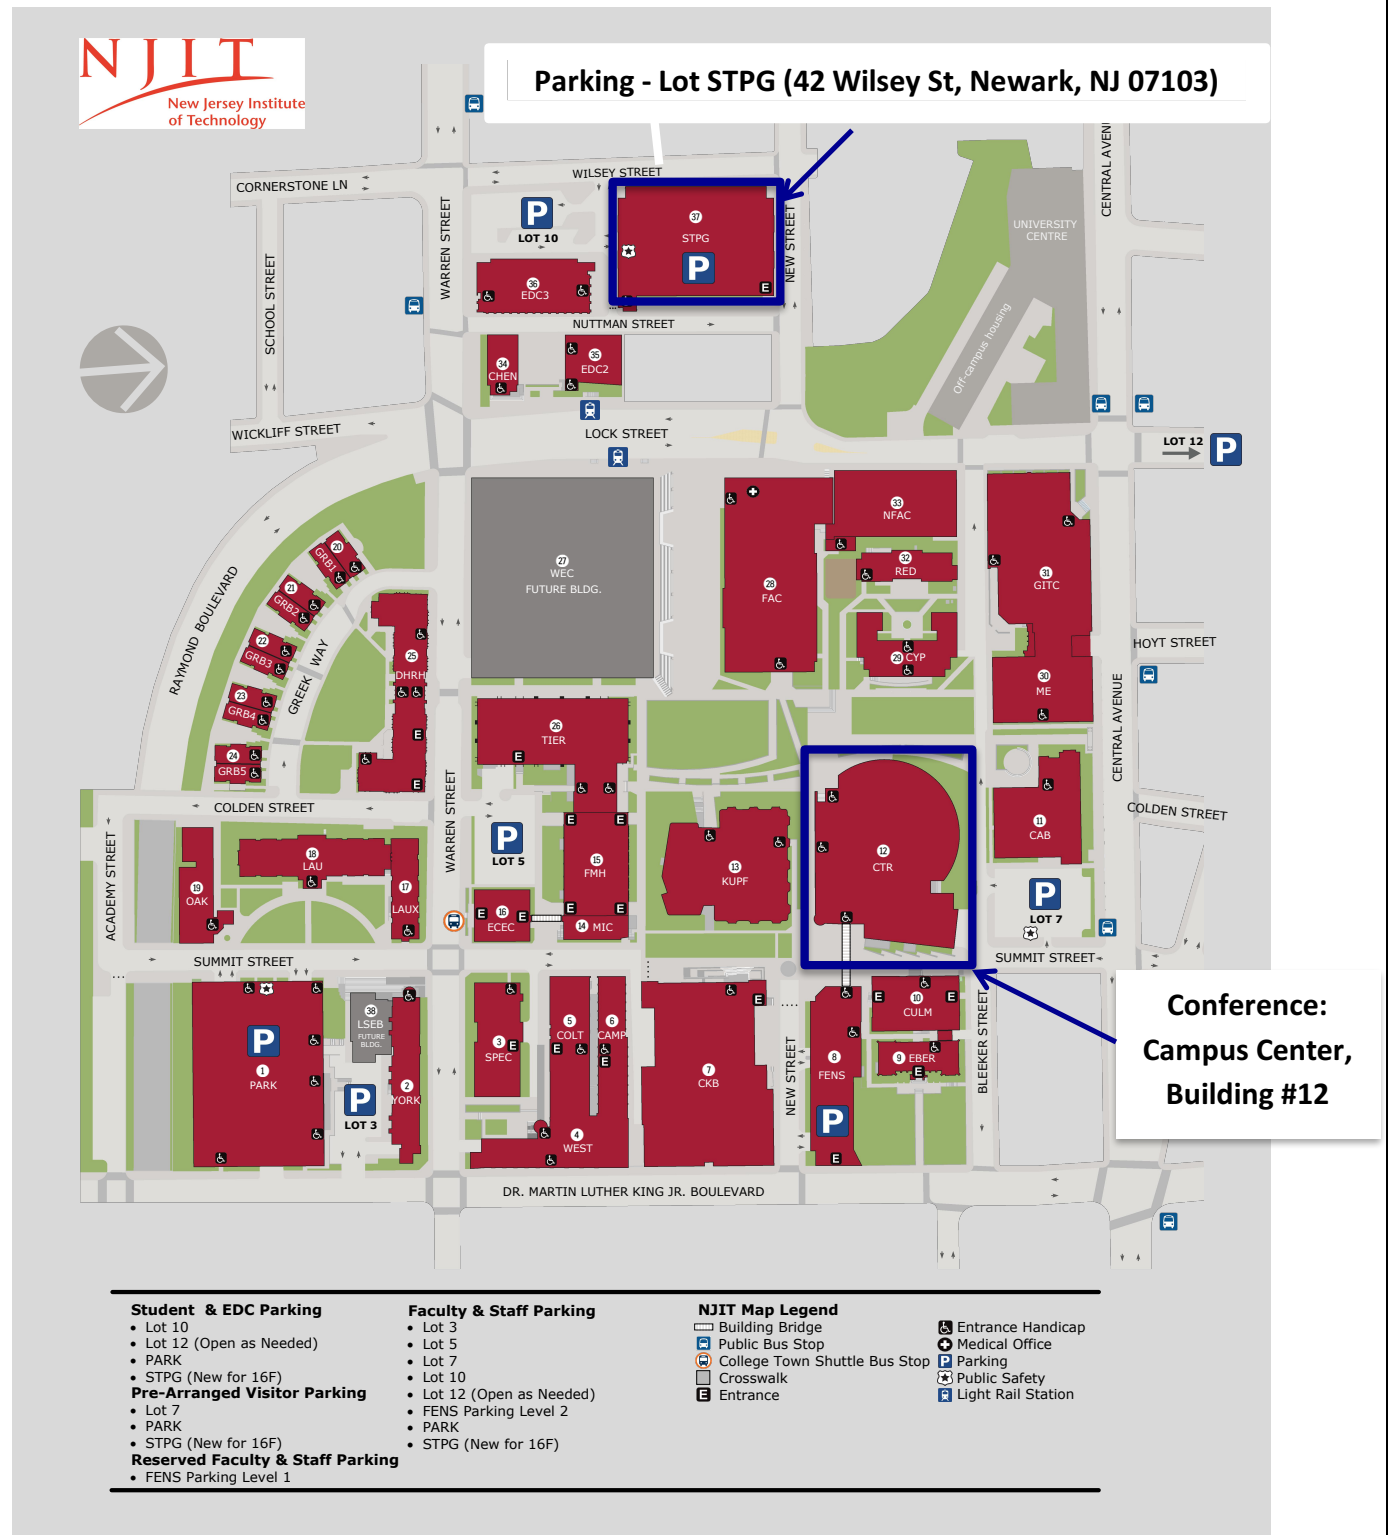 NJIT
New Jersey Institute
of Technology
Parking - Lot STPG (42 Wilsey St, Newark, NJ 07103)
CORNERSTONE LN
WILSEY STREET
SCHOOL STREET
WARREN STREET
P
LOT 10
37
STPG
P
E
NEW STREET
CENTRAL AVENUE
UNIVERSITY
CENTRE
Off-campus housing
36
EDC3
NUTTMAN STREET
34
CHEN
35
EDC2
WICKLIFF STREET
LOCK STREET
LOT 12
P
RAYMOND BOULEVARD
20
GRB1
21
GRB2
22
GRB3
23
GRB4
24
GRB5
GREEK WAY
25
DHRH
E
E
27
WEC
FUTURE BLDG.
28
FAC
33
NFAC
32
RED
29 CYP
31
GITC
30
ME
HOYT STREET
CENTRAL AVENUE
26
TIER
E
COLDEN STREET
COLDEN STREET
ACADEMY STREET
WARREN STREET
19
OAK
18
LAU
17
LAUX
P
LOT 5
E
E
15
FMH
E
E
16
ECEC
E
E
14 MIC
13
KUPF
12
CTR
11
CAB
P
LOT 7
SUMMIT STREET
SUMMIT STREET
P
1
PARK
38
LSEB
FUTURE
BLDG.
2
YORK
P
LOT 3
3
SPEC
E
5
COLT
E
6
CAMP
E
4
WEST
7
CKB
E
NEW STREET
8
FENS
P
E
10
CULM
E
E
9 EBER
E
BLEEKER STREET
Conference:
Campus Center,
Building #12
DR. MARTIN LUTHER KING JR. BOULEVARD
Student & EDC Parking
• Lot 10
• Lot 12 (Open as Needed)
• PARK
• STPG (New for 16F)
Pre-Arranged Visitor Parking
• Lot 7
• PARK
• STPG (New for 16F)
Reserved Faculty & Staff Parking
• FENS Parking Level 1
Faculty & Staff Parking
• Lot 3
• Lot 5
• Lot 7
• Lot 10
• Lot 12 (Open as Needed)
• FENS Parking Level 2
• PARK
• STPG (New for 16F)
NJIT Map Legend
Building Bridge
Public Bus Stop
College Town Shuttle Bus Stop
Crosswalk
E Entrance
Entrance Handicap
Medical Office
P Parking
Public Safety
Light Rail Station